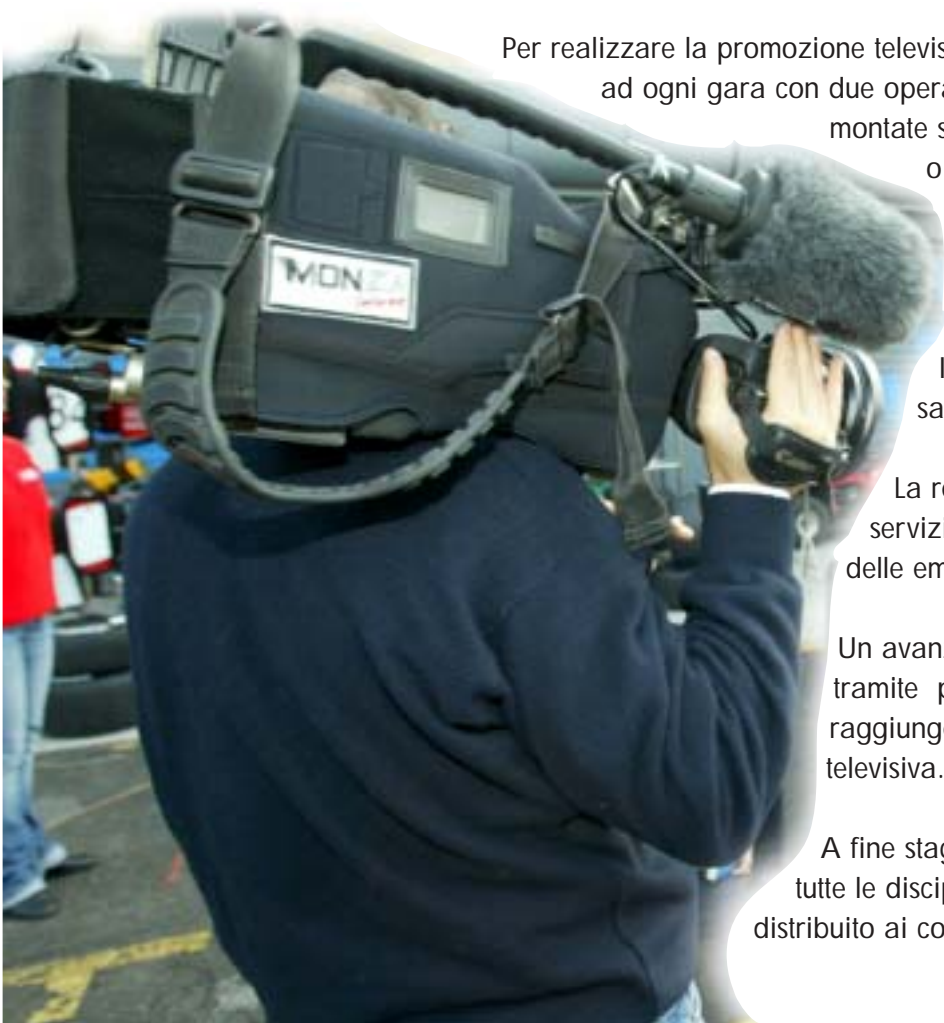 Per realizzare la promozione televis
ad ogni gara con due opera
montate s
o
MONZA
I
sa
La re
servizi
delle em
Un avanz
tramite p
raggiunge
televisiva.
A fine stag
tutte le discip
distribuito ai co